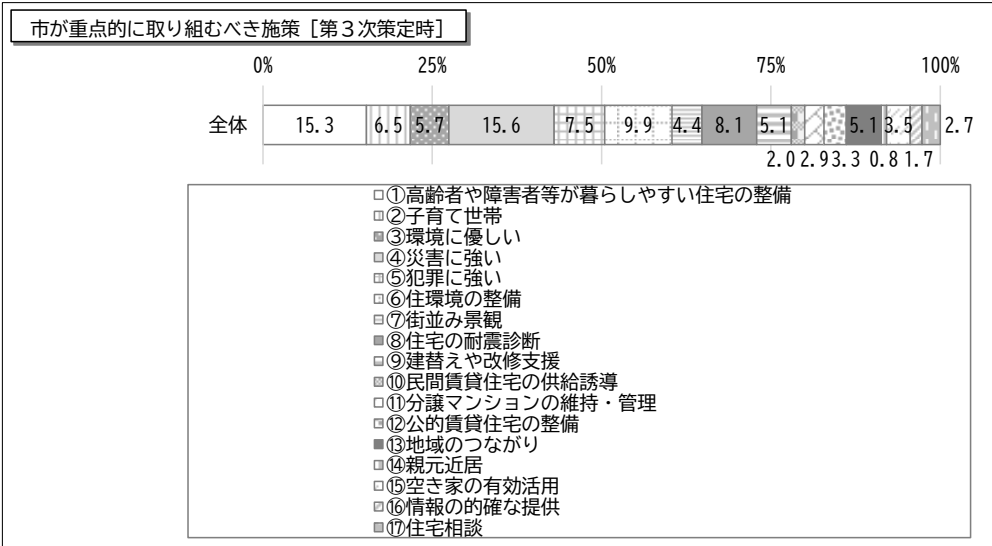 市が重点的に取り組むべき施策［第３次策定時］
0% 25% 50% 75% 100%
全体 15.3 6.5 5.7 15.6 7.5 9.9 4.4 8.1 5.1 5.1 3.5 2.7
2.0 2.9 3.3 0.8 1.7
①高齢者や障害者等が暮らしやすい住宅の整備
②子育て世帯
③環境に優しい
④災害に強い
⑤犯罪に強い
⑥住環境の整備
⑦街並み景観
⑧住宅の耐震診断
⑨建替えや改修支援
⑩民間賃貸住宅の供給誘導
⑪分譲マンションの維持・管理
⑫公的賃貸住宅の整備
⑬地域のつながり
⑭親元近居
⑮空き家の有効活用
⑯情報の的確な提供
⑰住宅相談